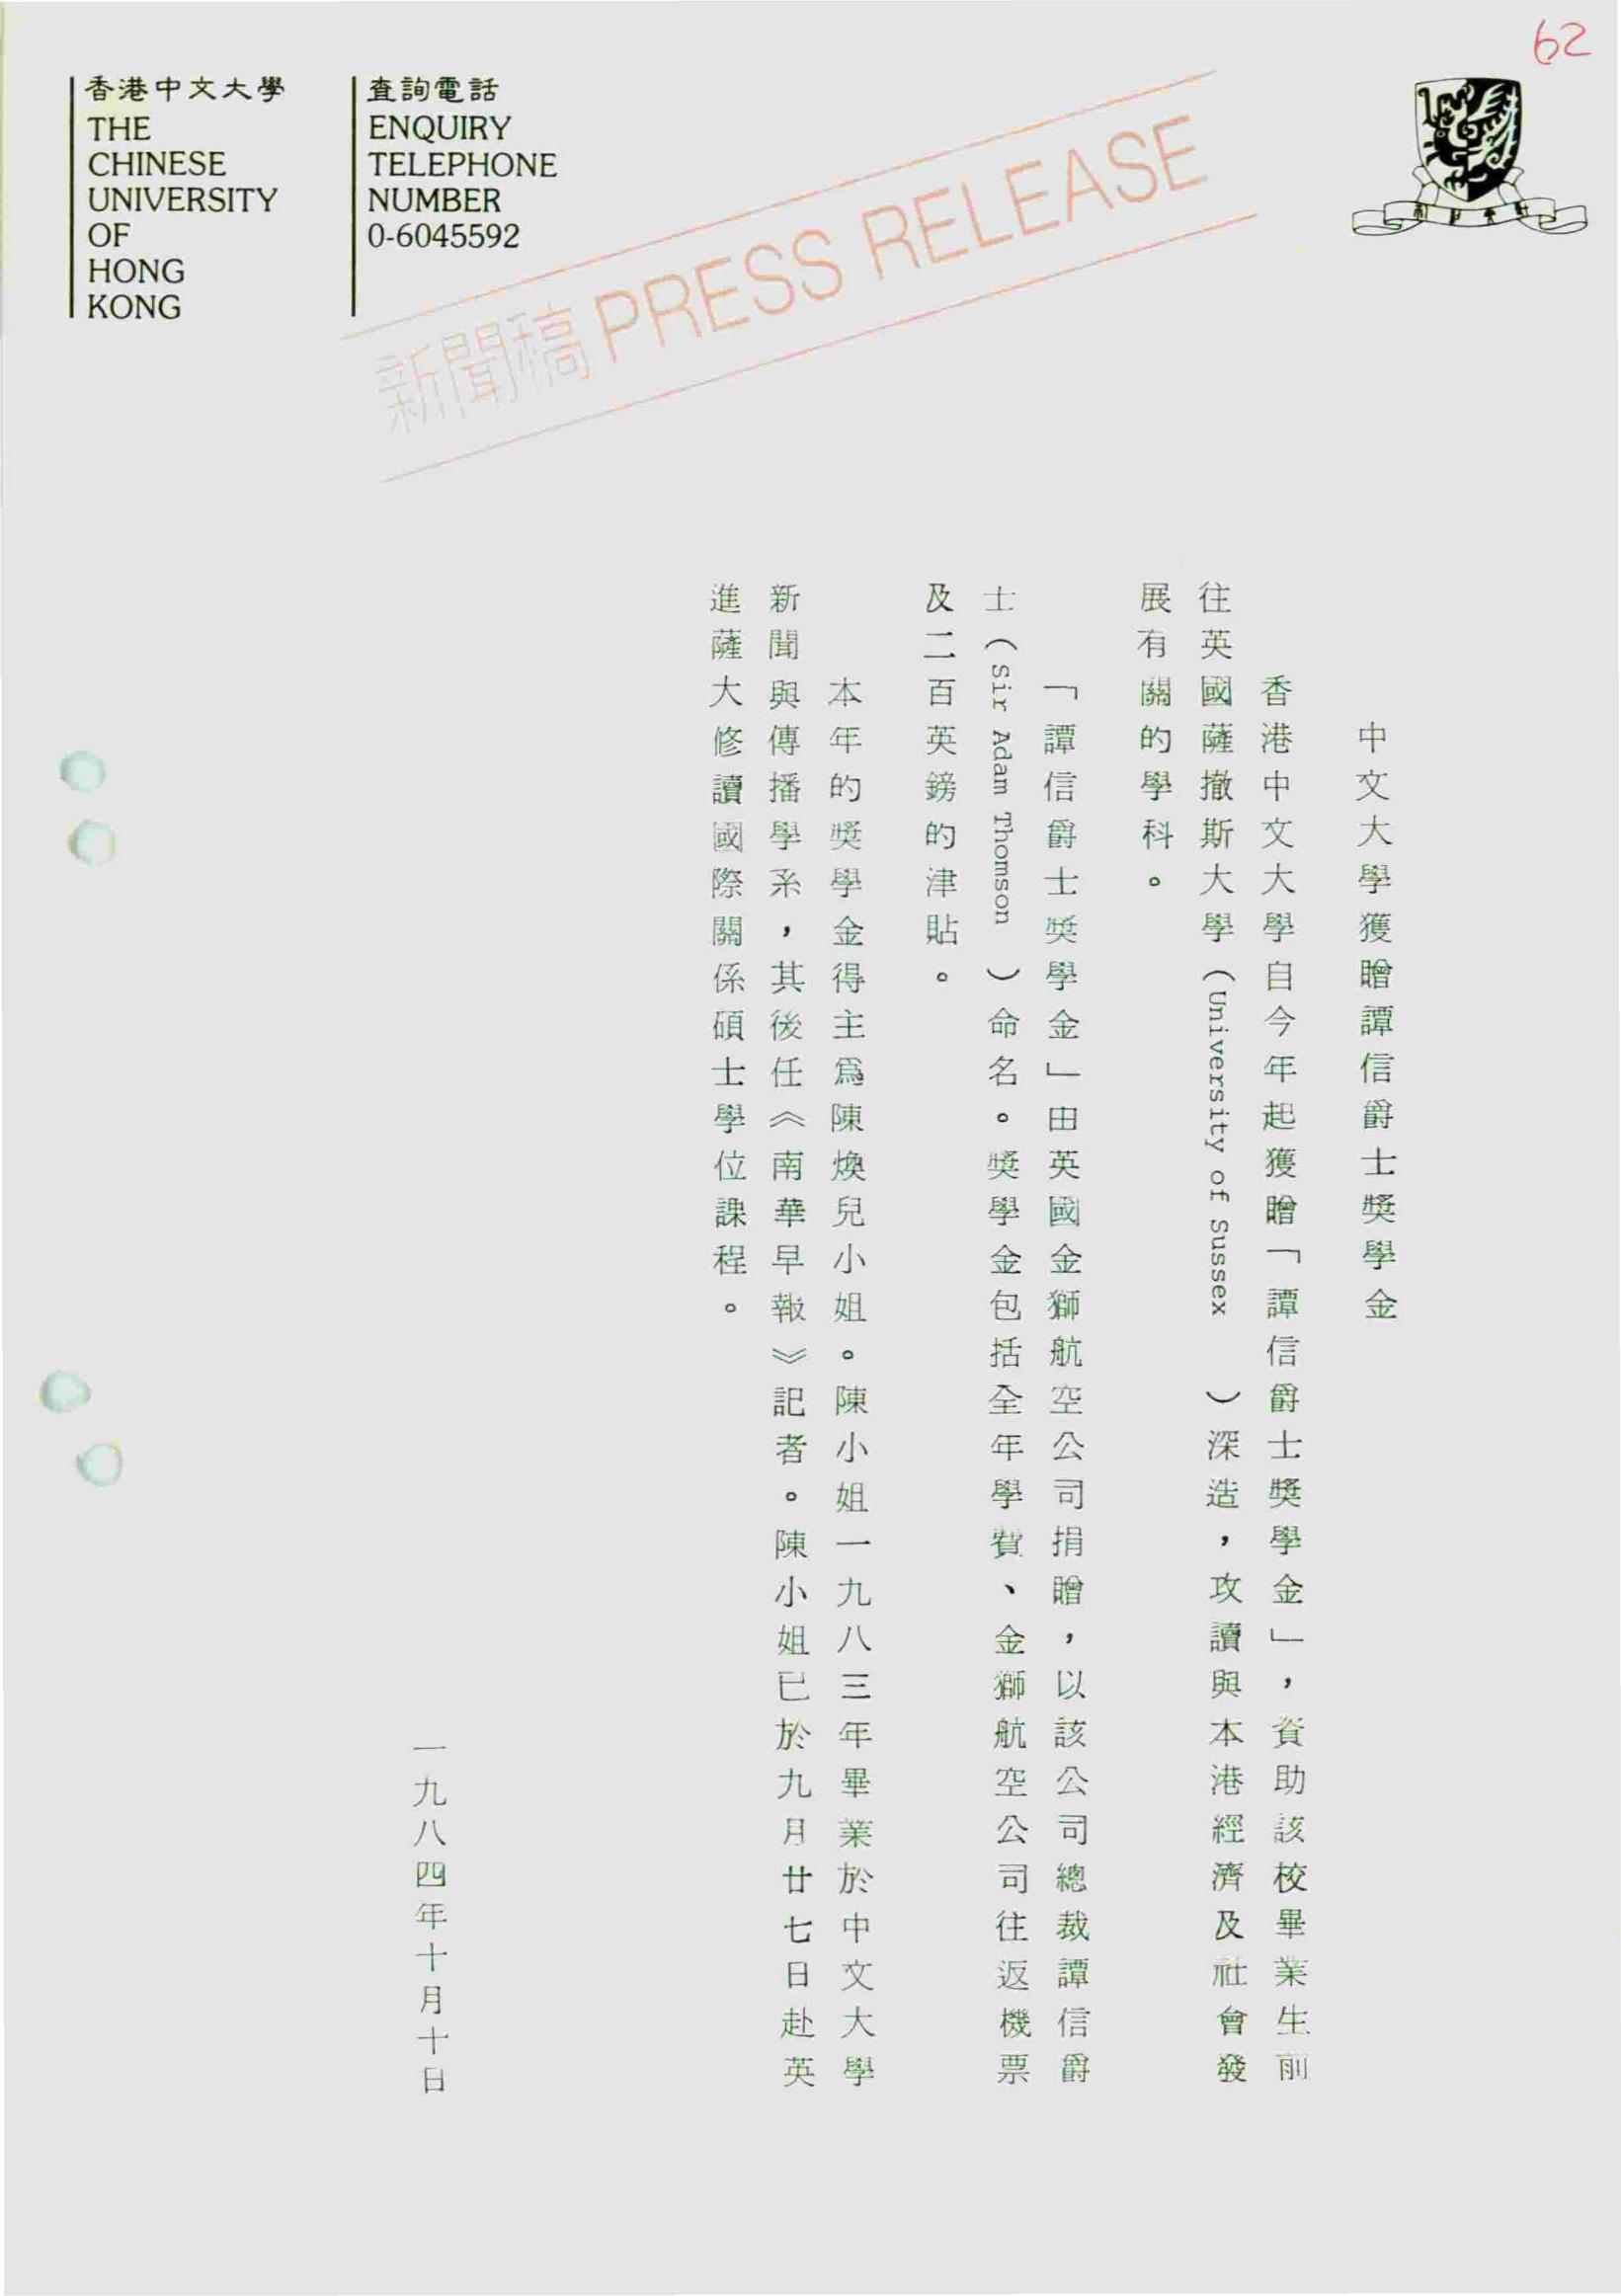 62
香港中文大學
THE
CHINESE
UNIVERSITY
OF
HONG
KONG
查詢電話
ENQUIRY
TELEPHONE
NUMBER
0-6045592
新聞稿 PRESS RELEASE
中文大學獲贈譚信爵士獎學金
香港中文大學自今年起獲贈「譚信爵士獎學金」，資助該校畢業生前
往英國薩撒斯大學（University of Sussex）深造，攻讀與本港經濟及社會發
展有關的學科。
「譚信爵士獎學金」由英國金獅航空公司捐贈，以該公司總裁譚信爵
士（Sir Adam Thomson）命名。獎學金包括全年學費、金獅航空公司往返機票
及二百英鎊的津貼。
本年的獎學金得主為陳煥兒小姐。陳小姐一九八三年畢業於中文大學
新聞與傳播學系，其後任《南華早報》記者。陳小姐已於九月廿七日赴英
進薩大修讀國際關係碩士學位課程。
一九八四年十月十日